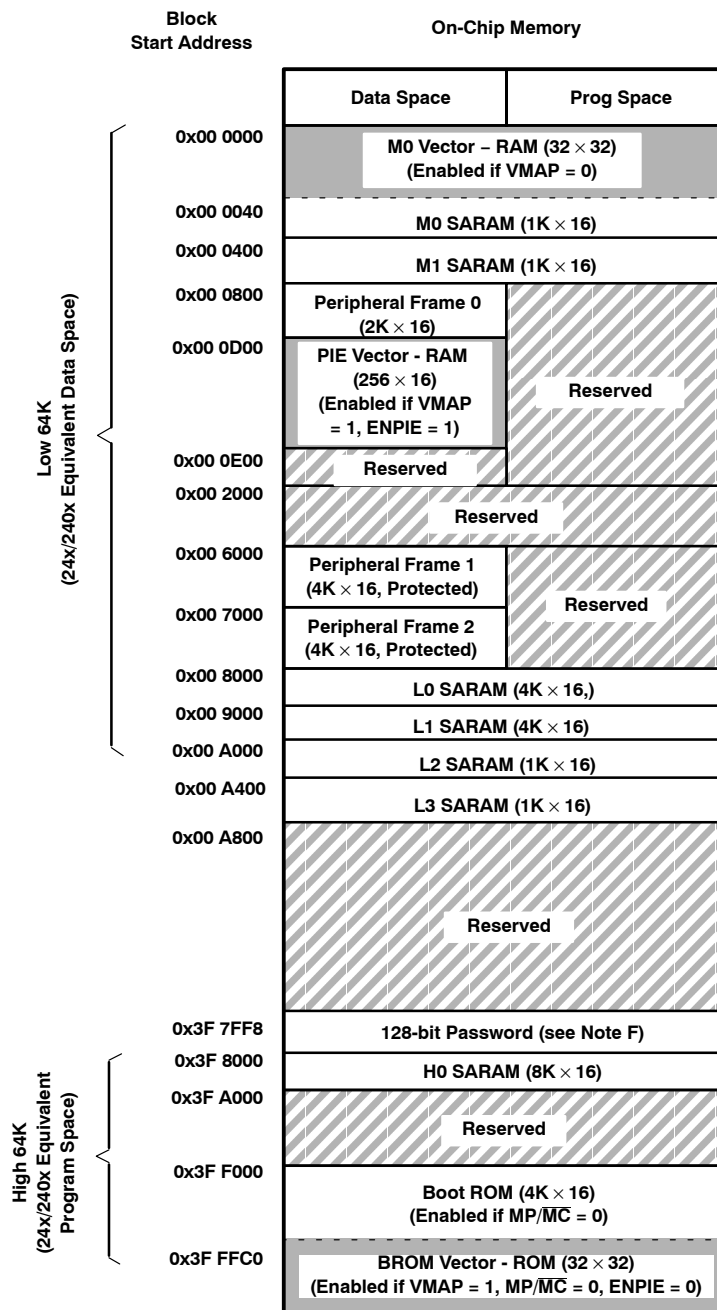 Block
Start Address
On-Chip Memory
Data Space
Prog Space
0x00 0000
M0 Vector – RAM (32 × 32)
(Enabled if VMAP = 0)
0x00 0040
M0 SARAM (1K × 16)
0x00 0400
M1 SARAM (1K × 16)
0x00 0800
Peripheral Frame 0
(2K × 16)
0x00 0D00
PIE Vector - RAM
(256 × 16)
(Enabled if VMAP
= 1, ENPIE = 1)
Reserved
0x00 0E00
Reserved
0x00 2000
Reserved
0x00 6000
Peripheral Frame 1
(4K × 16, Protected)
Reserved
0x00 7000
Peripheral Frame 2
(4K × 16, Protected)
0x00 8000
L0 SARAM (4K × 16,)
0x00 9000
L1 SARAM (4K × 16)
0x00 A000
L2 SARAM (1K × 16)
0x00 A400
L3 SARAM (1K × 16)
0x00 A800
Reserved
0x3F 7FF8
128-bit Password (see Note F)
0x3F 8000
H0 SARAM (8K × 16)
0x3F A000
Reserved
0x3F F000
Boot ROM (4K × 16)
(Enabled if MP/M̅C̅ = 0)
0x3F FFC0
BROM Vector - ROM (32 × 32)
(Enabled if VMAP = 1, MP/M̅C̅ = 0, ENPIE = 0)
Low 64K
(24x/240x Equivalent Data Space)
High 64K
(24x/240x Equivalent
Program Space)